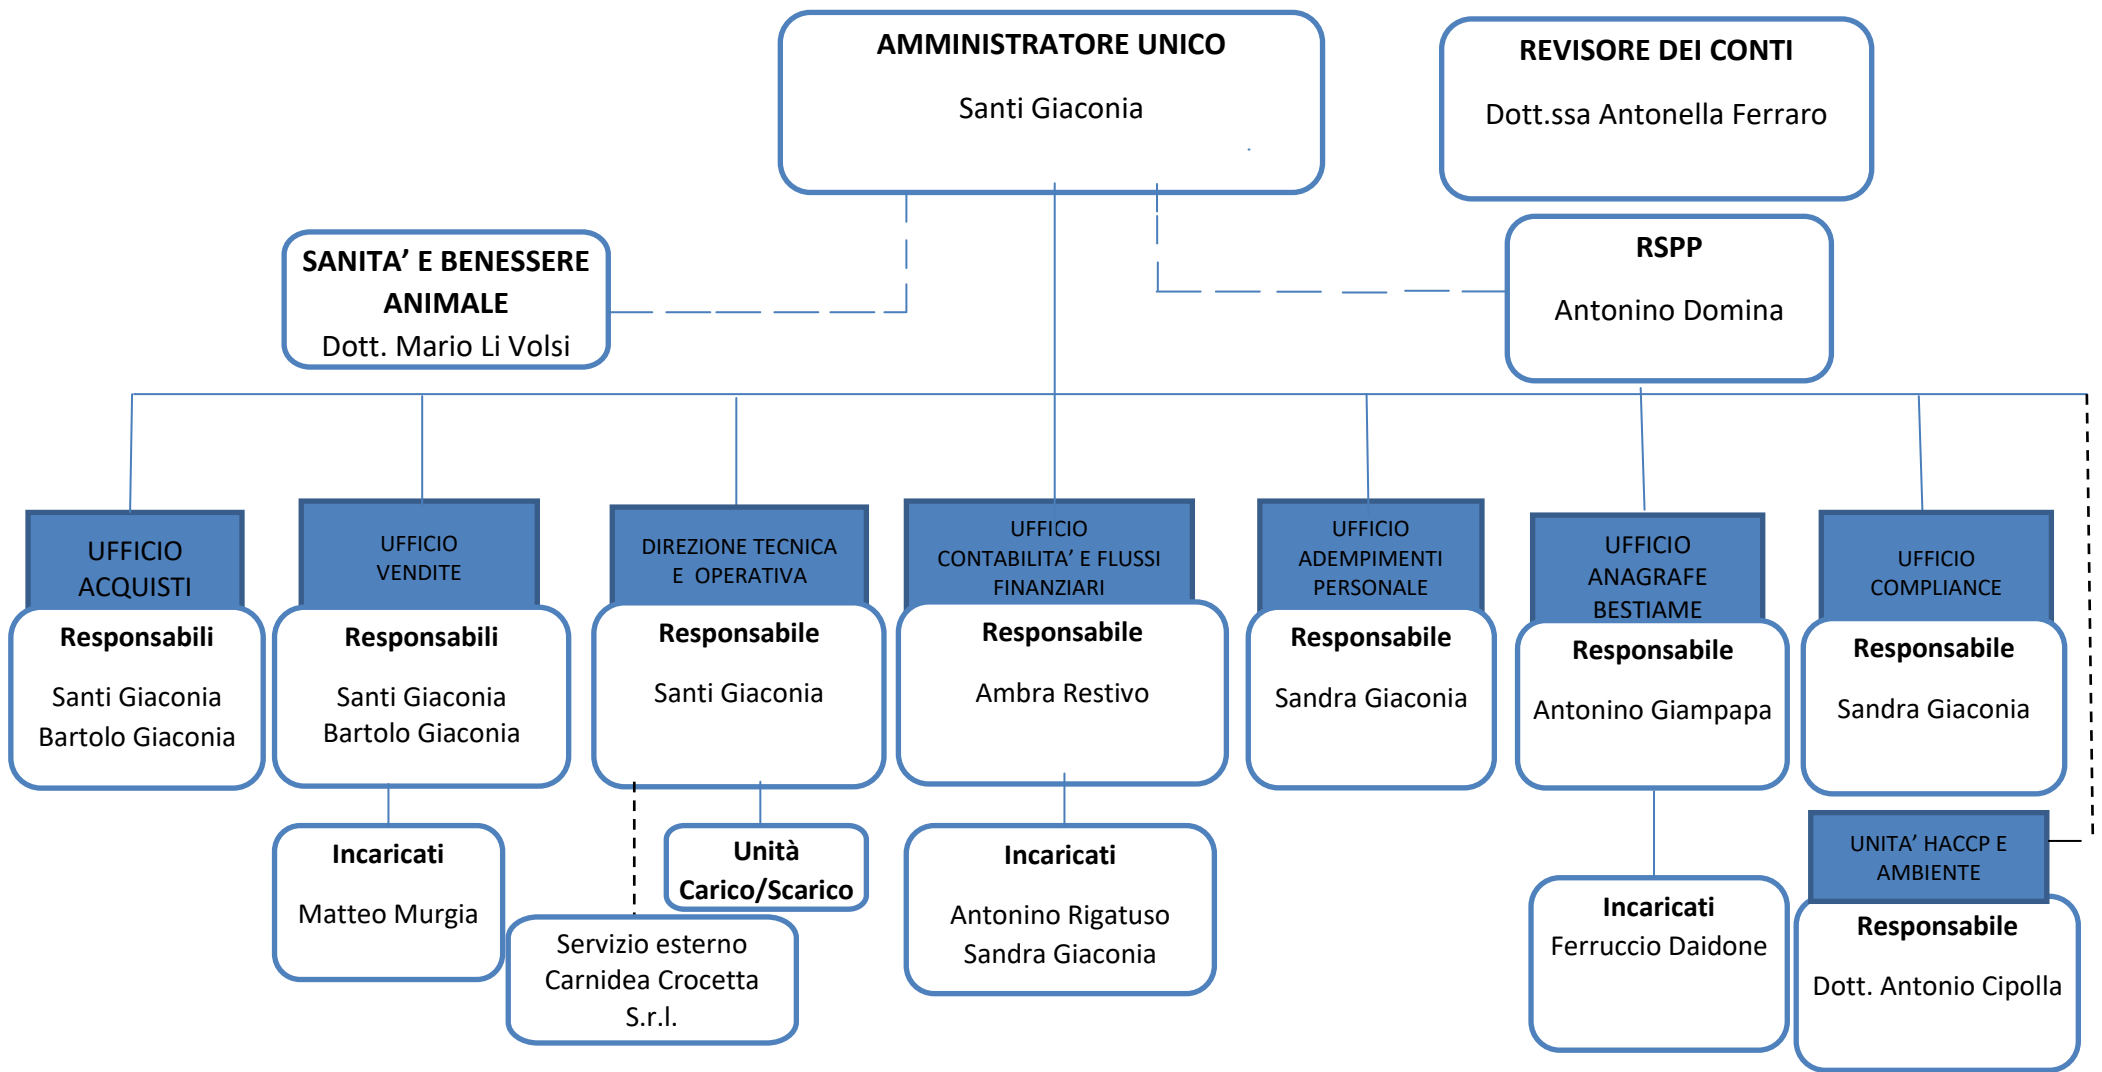 AMMINISTRATORE UNICO
Santi Giaconia
REVISORE DEI CONTI
Dott.ssa Antonella Ferraro
SANITA’ E BENESSERE
ANIMALE
Dott. Mario Li Volsi
RSPP
Antonino Domina
UFFICIO
ACQUISTI
Responsabili
Santi Giaconia
Bartolo Giaconia
UFFICIO
VENDITE
Responsabili
Santi Giaconia
Bartolo Giaconia
Incaricati
Matteo Murgia
DIREZIONE TECNICA
E OPERATIVA
Responsabile
Santi Giaconia
Unità
Carico/Scarico
Servizio esterno
Carnidea Crocetta
S.r.l.
UFFICIO
CONTABILITA’ E FLUSSI
FINANZIARI
Responsabile
Ambra Restivo
Incaricati
Antonino Rigatuso
Sandra Giaconia
UFFICIO
ADEMPIMENTI
PERSONALE
Responsabile
Sandra Giaconia
UFFICIO
ANAGRAFE
BESTIAME
Responsabile
Antonino Giampapa
Incaricati
Ferruccio Daidone
UFFICIO
COMPLIANCE
Responsabile
Sandra Giaconia
UNITA’ HACCP E
AMBIENTE
Responsabile
Dott. Antonio Cipolla